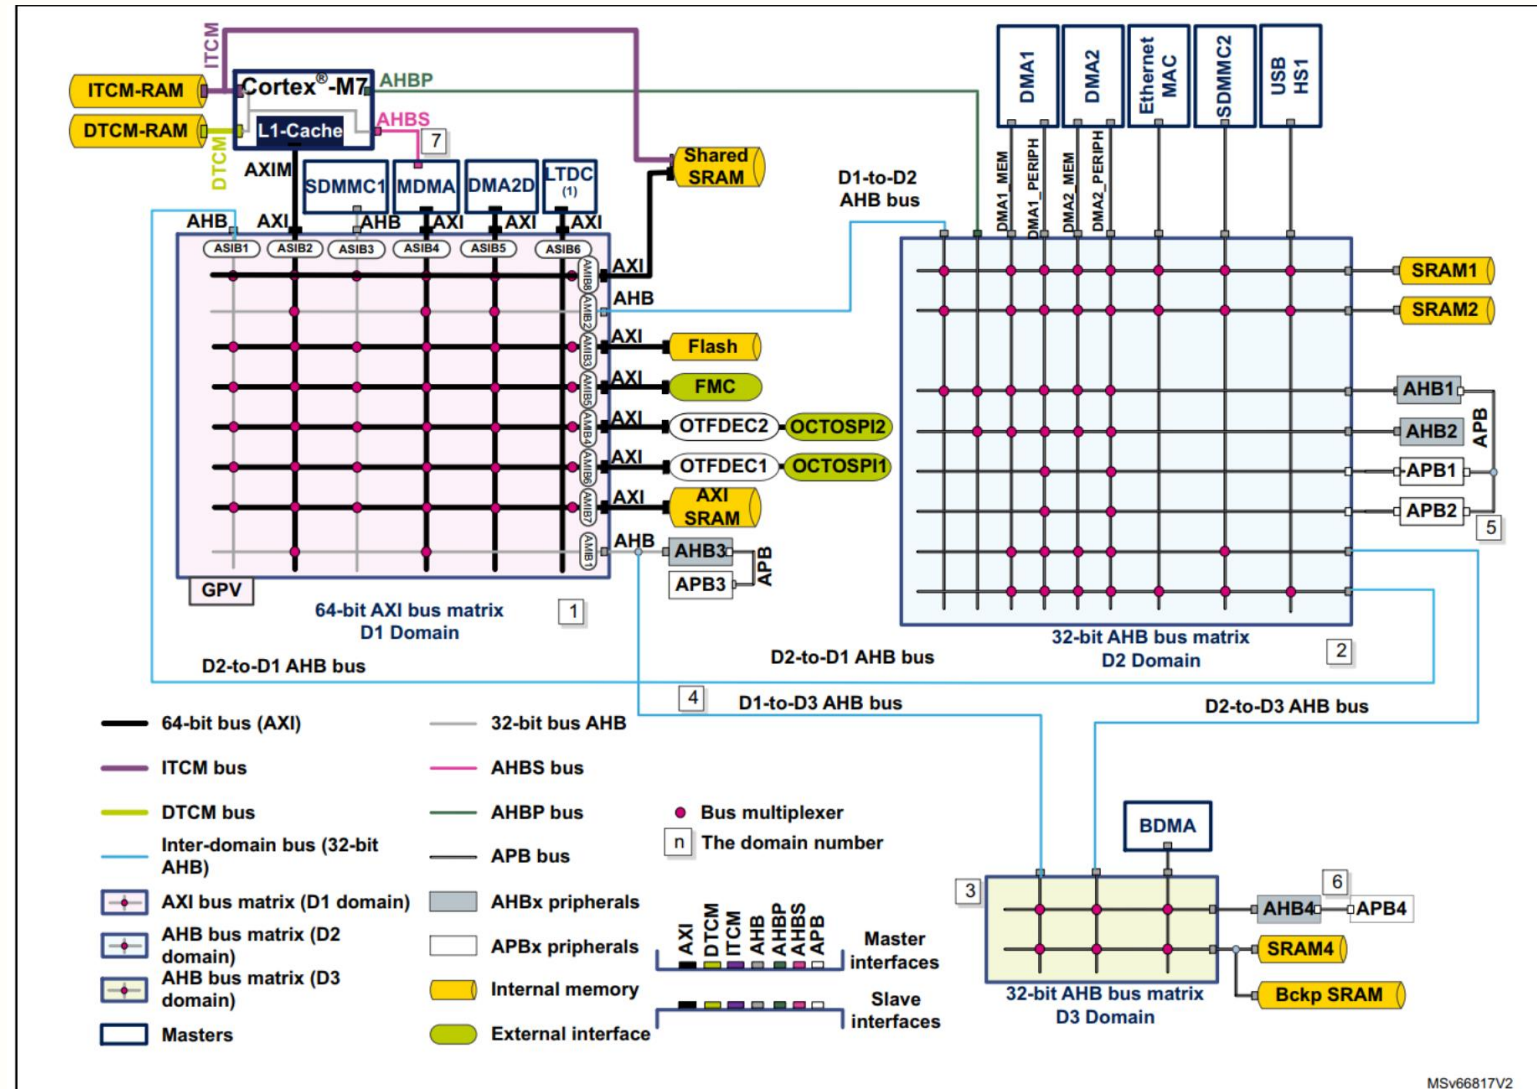 ITCM
ITCM-RAM
DTCM-RAM
DTCM
Cortex®-M7
L1-Cache
AHBP
AHBS
7
AXIM
SDMMC1
MDMA
DMA2D
LTDC
(1)
Shared
SRAM
DMA1
DMA2
Ethernet
MAC
SDMMC2
USB
HS1
DMA1_MEM
DMA1_PERIPH
DMA2_MEM
DMA2_PERIPH
D1-to-D2
AHB bus
AHB
AXI
AHB
AXI
AXI
AXI
ASIB1
ASIB2
ASIB3
ASIB4
ASIB5
ASIB6
AMIB8
AXI
AMIB2
AHB
AMIB3
AXI
Flash
AMIB5
AXI
FMC
AMIB4
AXI
OTFDEC2
OCTOSPI2
AMIB6
AXI
OTFDEC1
OCTOSPI1
AMIB7
AXI
AXI
SRAM
AMIB1
AHB
AHB3
APB3
APB
GPV
64-bit AXI bus matrix
D1 Domain
1
SRAM1
SRAM2
AHB1
AHB2
APB1
APB2
APB
5
32-bit AHB bus matrix
D2 Domain
2
D2-to-D1 AHB bus
D2-to-D1 AHB bus
4
D1-to-D3 AHB bus
D2-to-D3 AHB bus
64-bit bus (AXI)
32-bit bus AHB
ITCM bus
AHBS bus
DTCM bus
AHBP bus
Bus multiplexer
Inter-domain bus (32-bit
AHB)
APB bus
n
The domain number
AXI bus matrix (D1 domain)
AHBx pripherals
AHB bus matrix (D2
domain)
APBx pripherals
AHB bus matrix (D3
domain)
Internal memory
Masters
External interface
AXI
DTCM
ITCM
AHB
AHBP
AHBS
APB
Master
interfaces
Slave
interfaces
BDMA
3
AHB4
6
APB4
SRAM4
Bckp SRAM
32-bit AHB bus matrix
D3 Domain
MSv66817V2